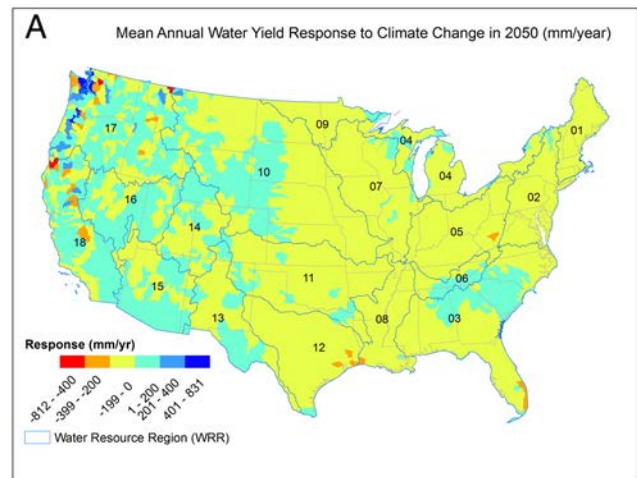 A
Mean Annual Water Yield Response to Climate Change in 2050 (mm/year)
09
04
01
17
10
04
07
02
16
05
14
18
06
11
15
03
13
08
12
Response (mm/yr)
-812 - -400
-399 - -200
-199 - 0
1 - 200
201 - 400
401 - 831
Water Resource Region (WRR)